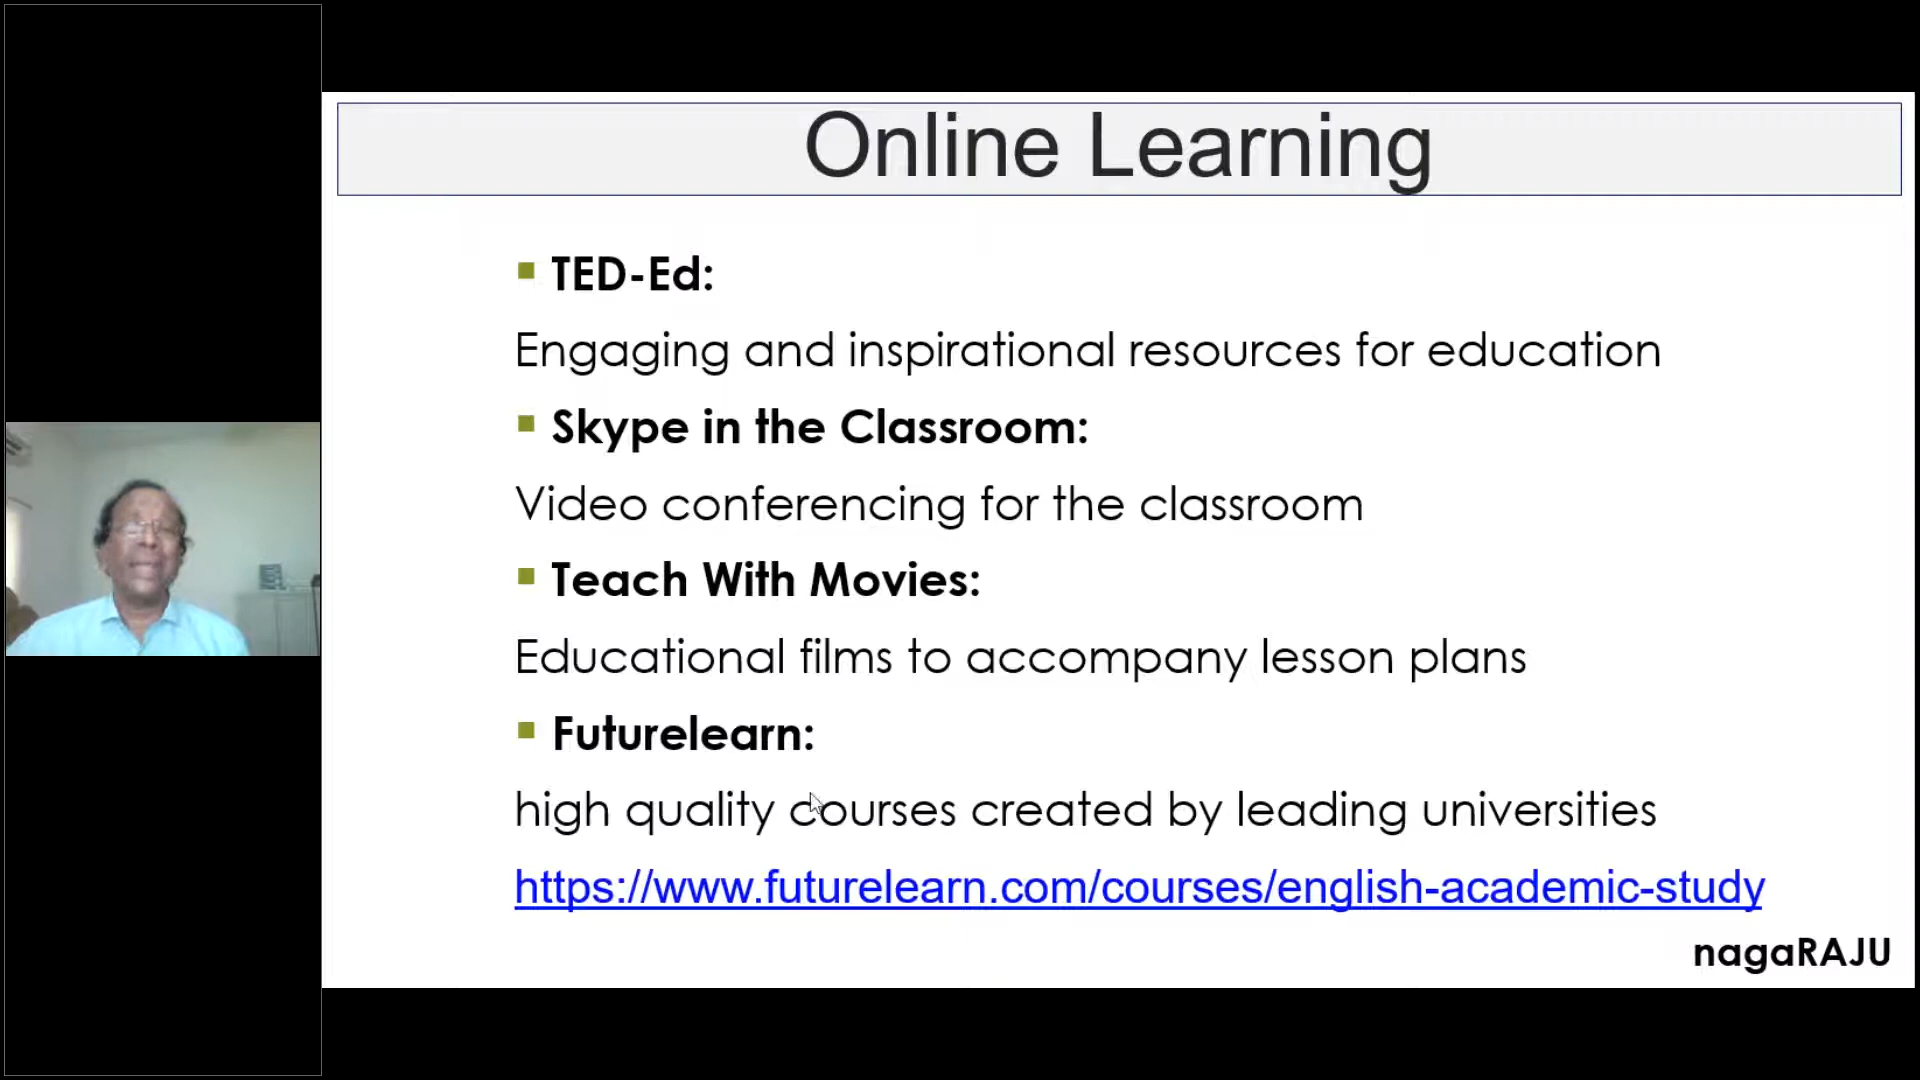 Online Learning
TED-Ed:
Engaging and inspirational resources for education
Skype in the Classroom:
Video conferencing for the classroom
Teach With Movies:
Educational films to accompany lesson plans
Futurelearn:
high quality courses created by leading universities
https://www.futurelearn.com/courses/english-academic-study
nagaRAJU